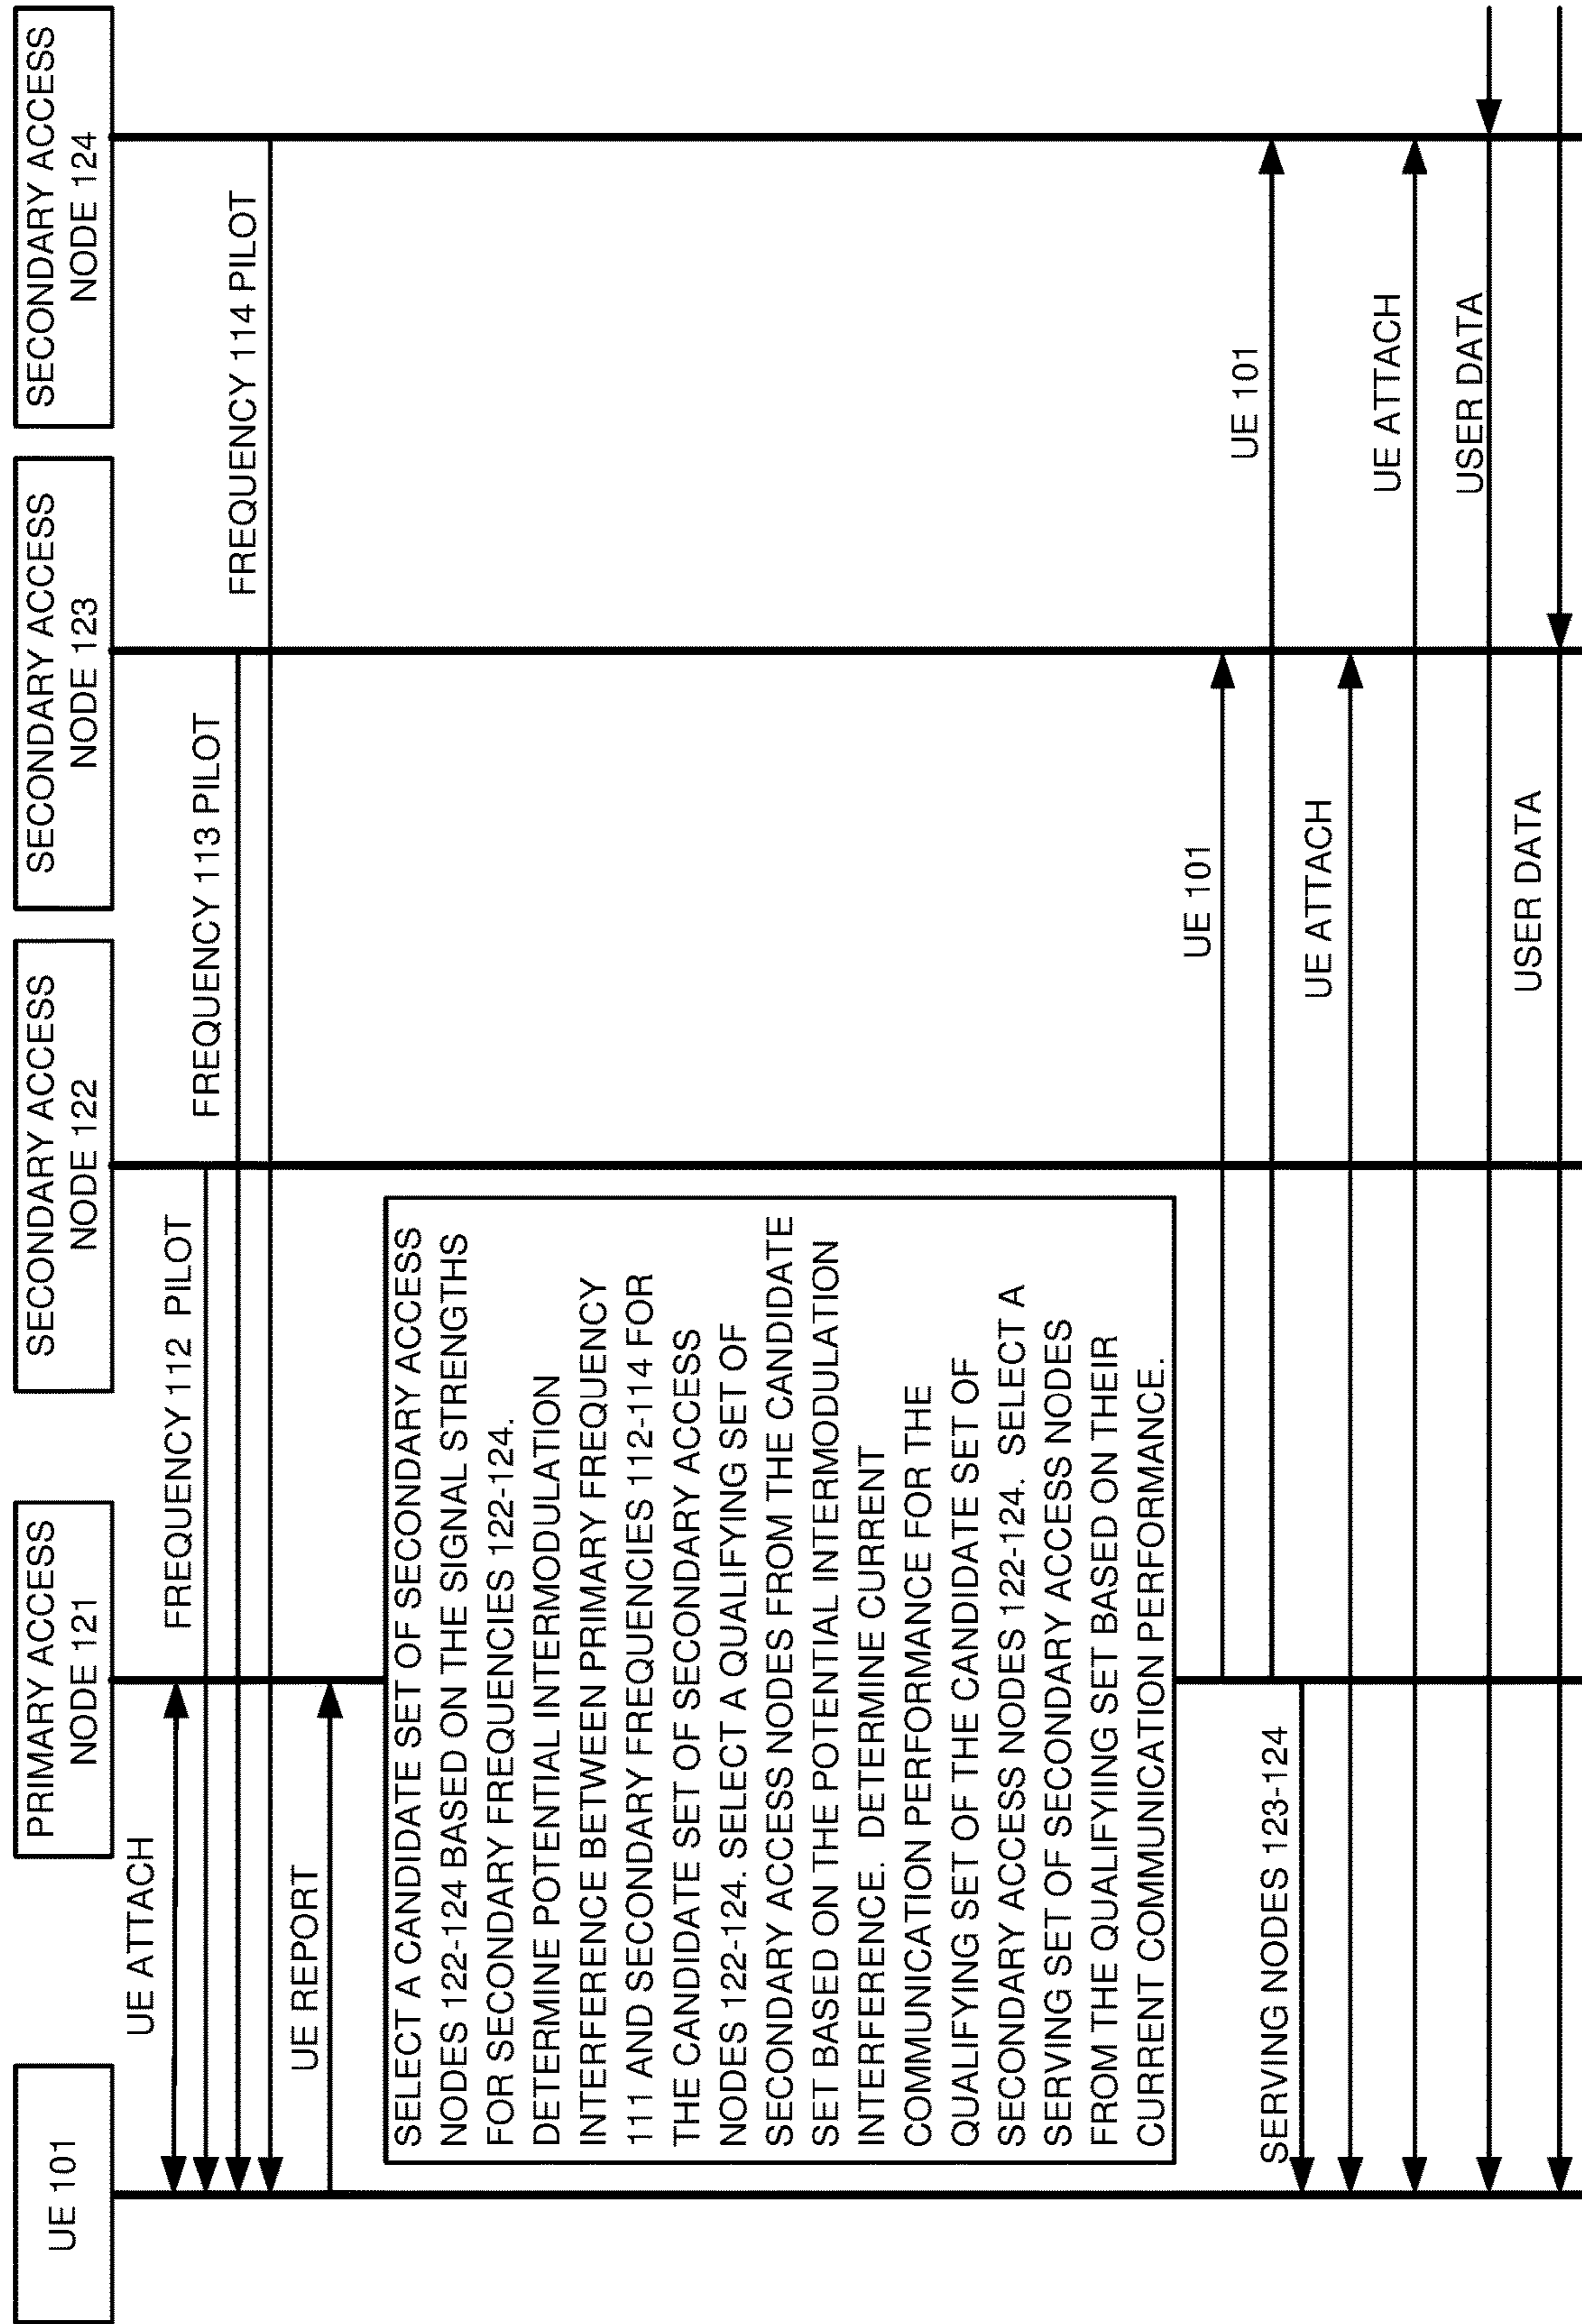 UE 101
PRIMARY ACCESS
NODE 121
SECONDARY ACCESS
NODE 122
SECONDARY ACCESS
NODE 123
SECONDARY ACCESS
NODE 124
UE ATTACH
FREQUENCY 112 PILOT
FREQUENCY 113 PILOT
FREQUENCY 114 PILOT
UE REPORT
SELECT A CANDIDATE SET OF SECONDARY ACCESS
NODES 122-124 BASED ON THE SIGNAL STRENGTHS
FOR SECONDARY FREQUENCIES 122-124.
DETERMINE POTENTIAL INTERMODULATION
INTERFERENCE BETWEEN PRIMARY FREQUENCY
111 AND SECONDARY FREQUENCIES 112-114 FOR
THE CANDIDATE SET OF SECONDARY ACCESS
NODES 122-124. SELECT A QUALIFYING SET OF
SECONDARY ACCESS NODES FROM THE CANDIDATE
SET BASED ON THE POTENTIAL INTERMODULATION
INTERFERENCE. DETERMINE CURRENT
COMMUNICATION PERFORMANCE FOR THE
QUALIFYING SET OF THE CANDIDATE SET OF
SECONDARY ACCESS NODES 122-124. SELECT A
SERVING SET OF SECONDARY ACCESS NODES
FROM THE QUALIFYIING SET BASED ON THEIR
CURRENT COMMUNICATION PERFORMANCE.
UE 101
UE 101
SERVING NODES 123-124
UE ATTACH
UE ATTACH
USER DATA
USER DATA